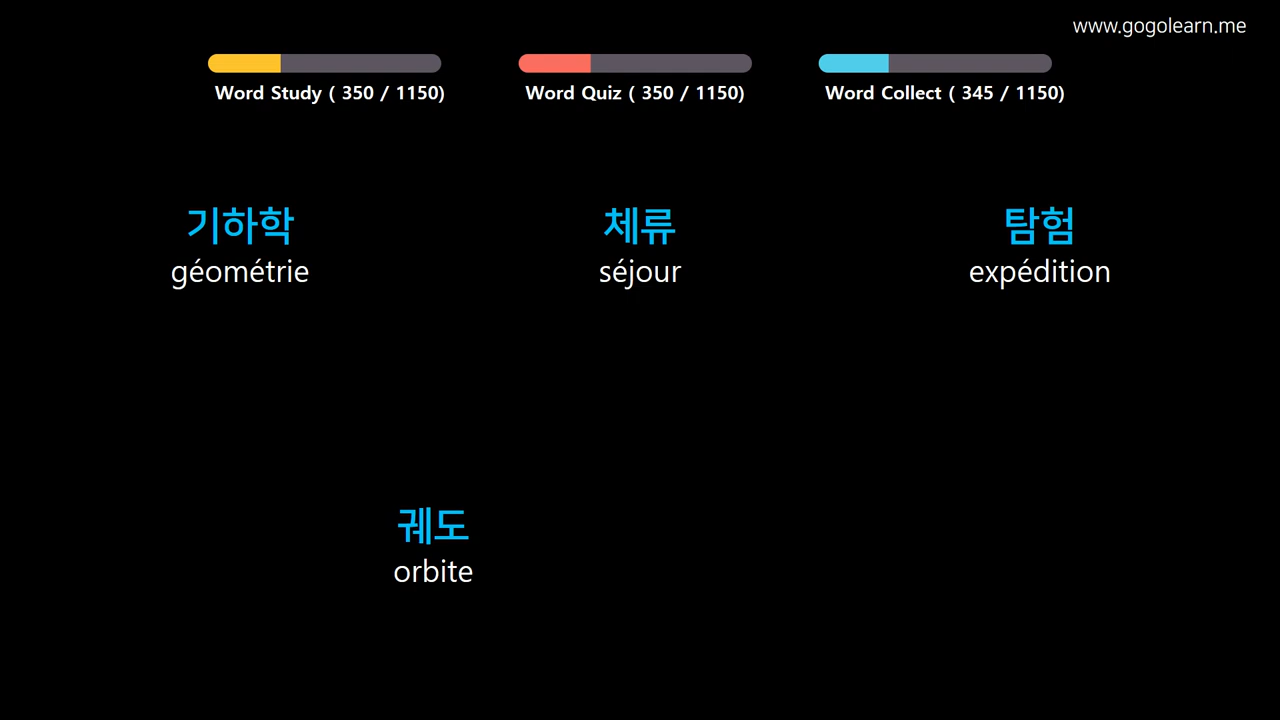 www.gogolearn.me
Word Study ( 350 / 1150)
Word Quiz ( 350 / 1150)
Word Collect ( 345 / 1150)
기하학
géométrie
체류
séjour
탐험
expédition
궤도
orbite